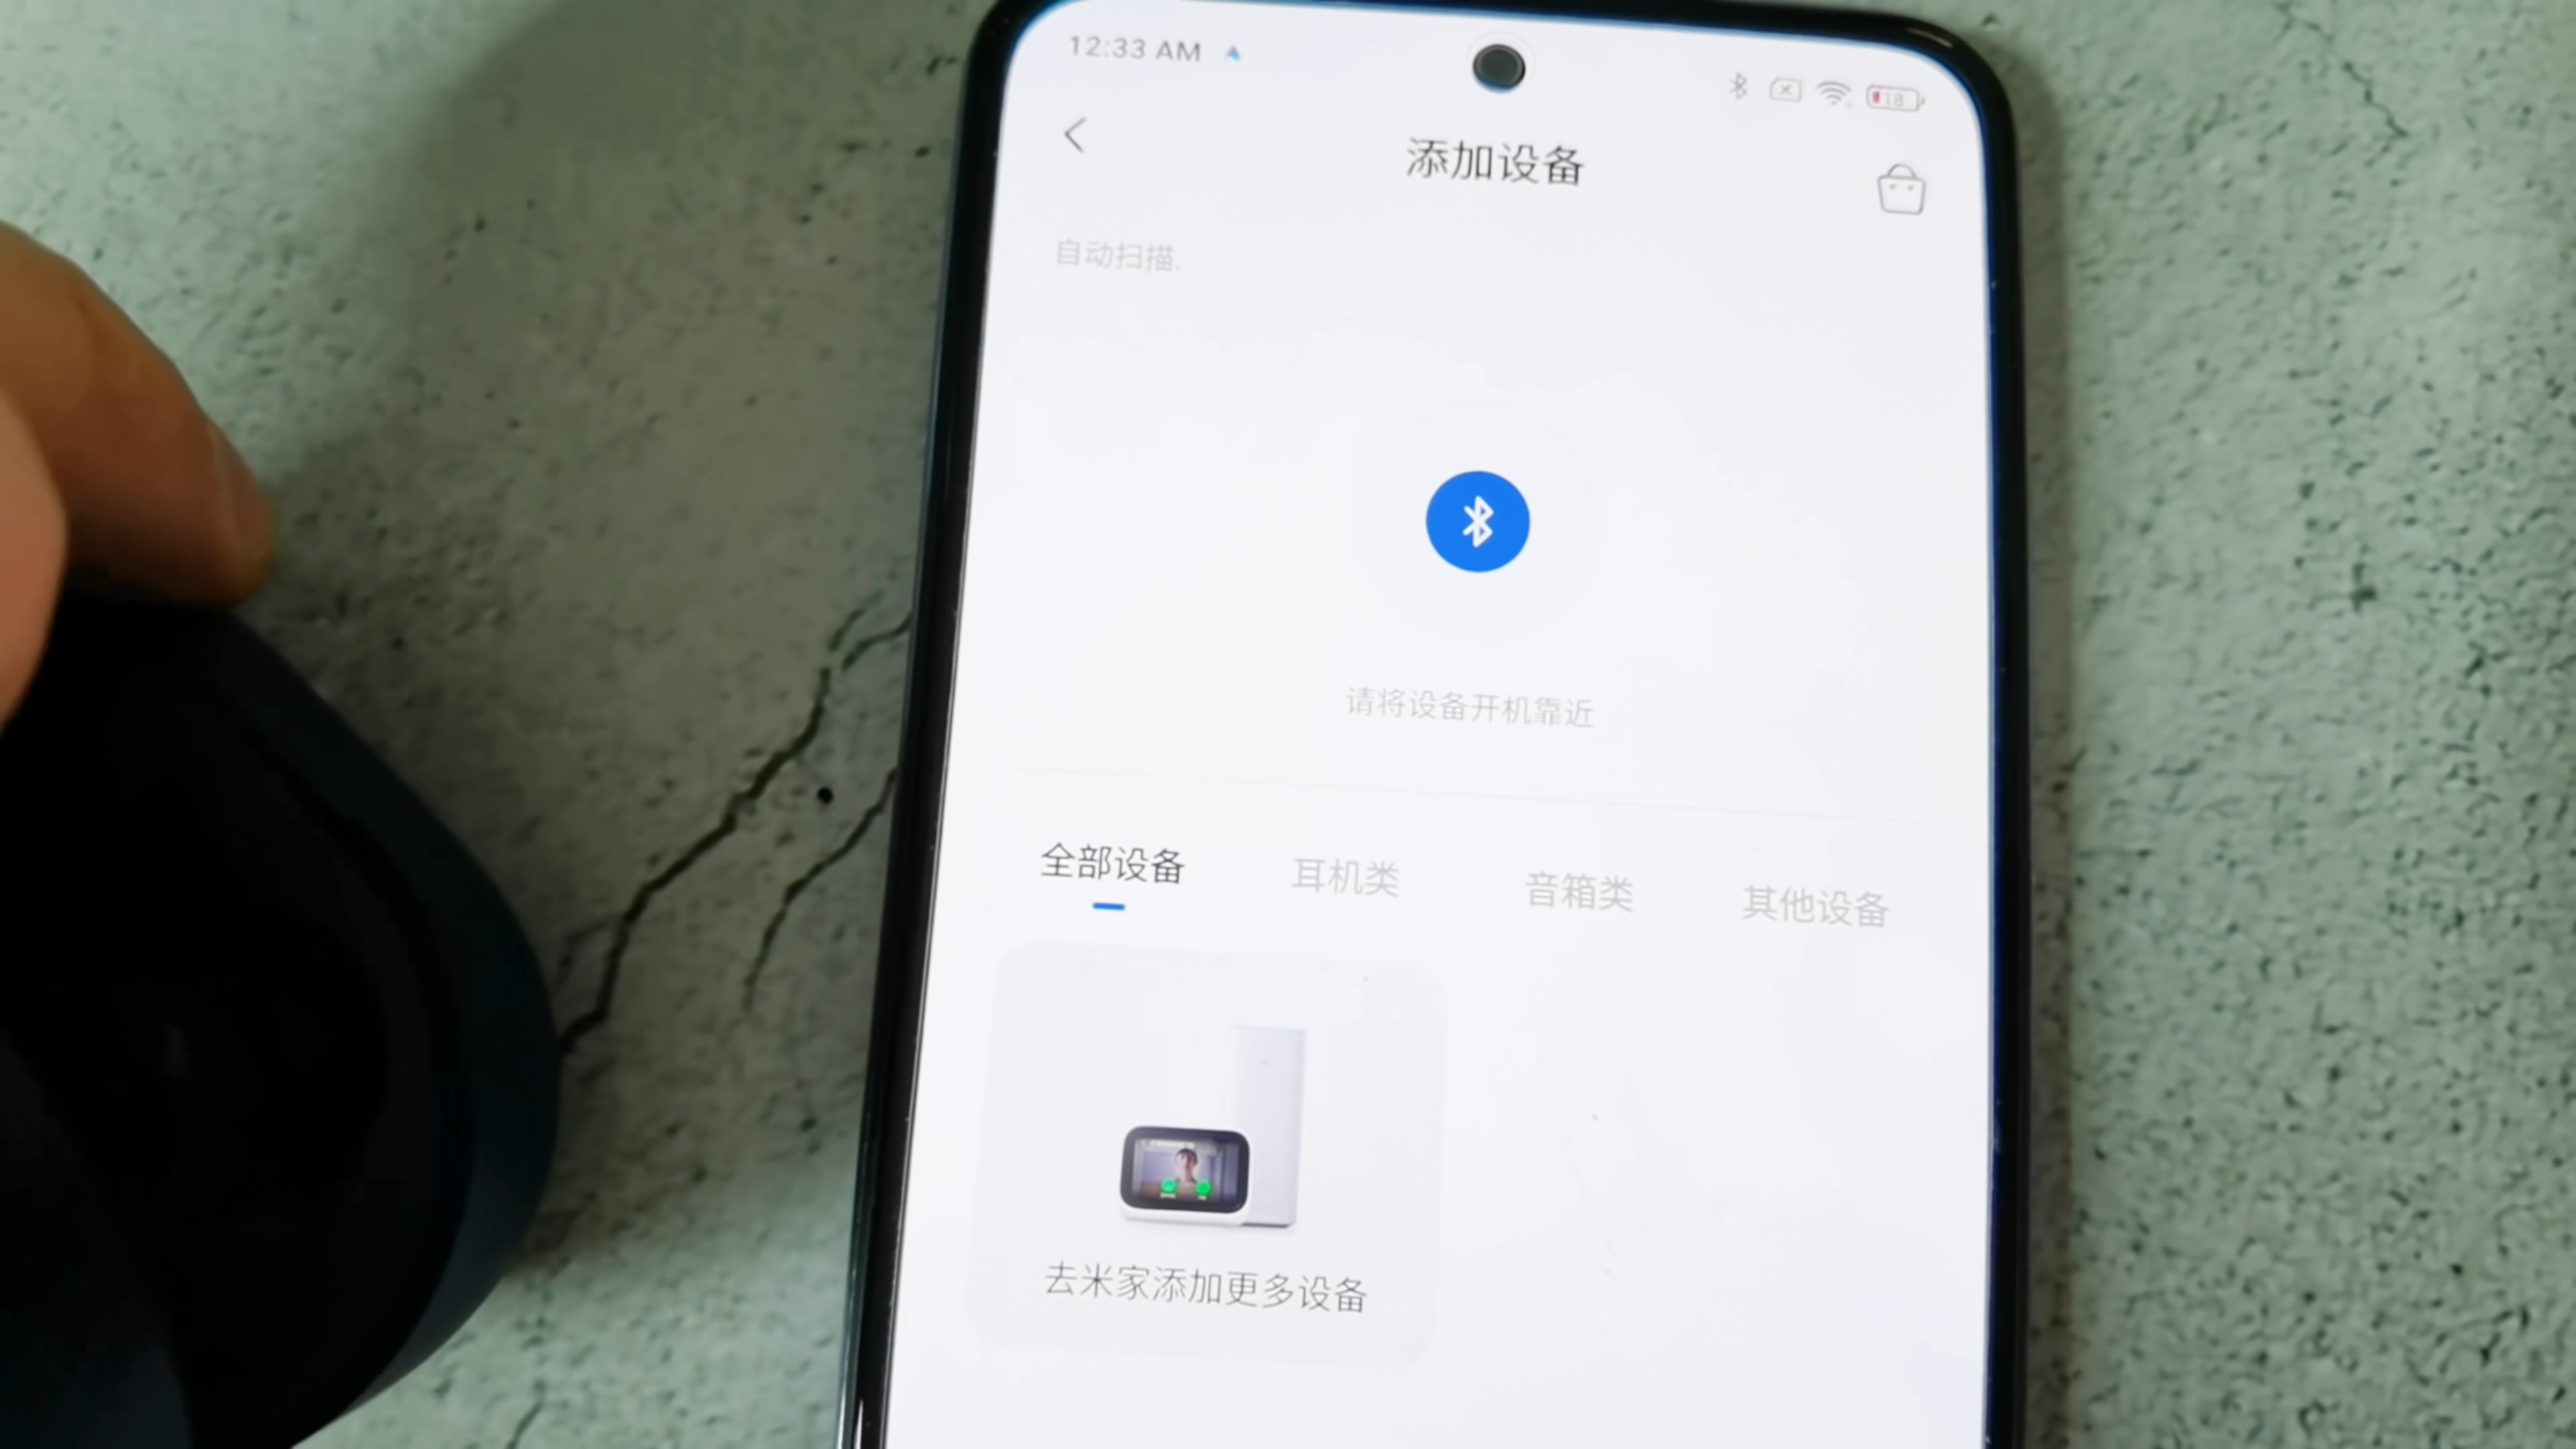 12:33 AM
18
添加设备
自动扫描.
请将设备开机靠近
全部设备 耳机类 音箱类 其他设备
去米家添加更多设备